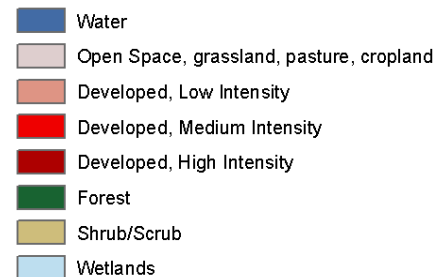 Water
Open Space, grassland, pasture, cropland
Developed, Low Intensity
Developed, Medium Intensity
Developed, High Intensity
Forest
Shrub/Scrub
Wetlands